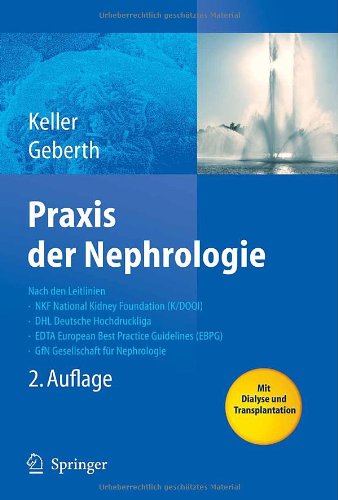 Urheberrechtlich geschütztes Material
Keller
Geberth
Praxis
der Nephrologie
Nach den Leitlinien
· NKF National Kidney Foundation (K/DOQI)
· DHL Deutsche Hochdruckliga
· EDTA European Best Practice Guidelines (EBPG)
· GfN Gesellschaft für Nephrologie
2. Auflage
Mit
Dialyse und
Transplantation
Springer
Urheberrechtlich geschütztes Material